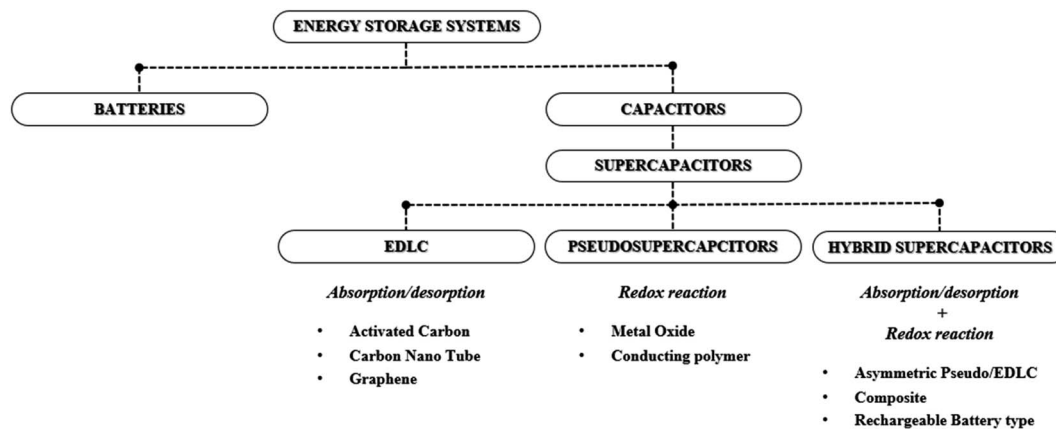 ENERGY STORAGE SYSTEMS
BATTERIES
CAPACITORS
SUPERCAPACITORS
EDLC
PSEUDOSUPERCAPCITORS
HYBRID SUPERCAPACITORS
Absorption/desorption
• Activated Carbon
• Carbon Nano Tube
• Graphene
Redox reaction
• Metal Oxide
• Conducting polymer
Absorption/desorption
+
Redox reaction
• Asymmetric Pseudo/EDLC
• Composite
• Rechargeable Battery type